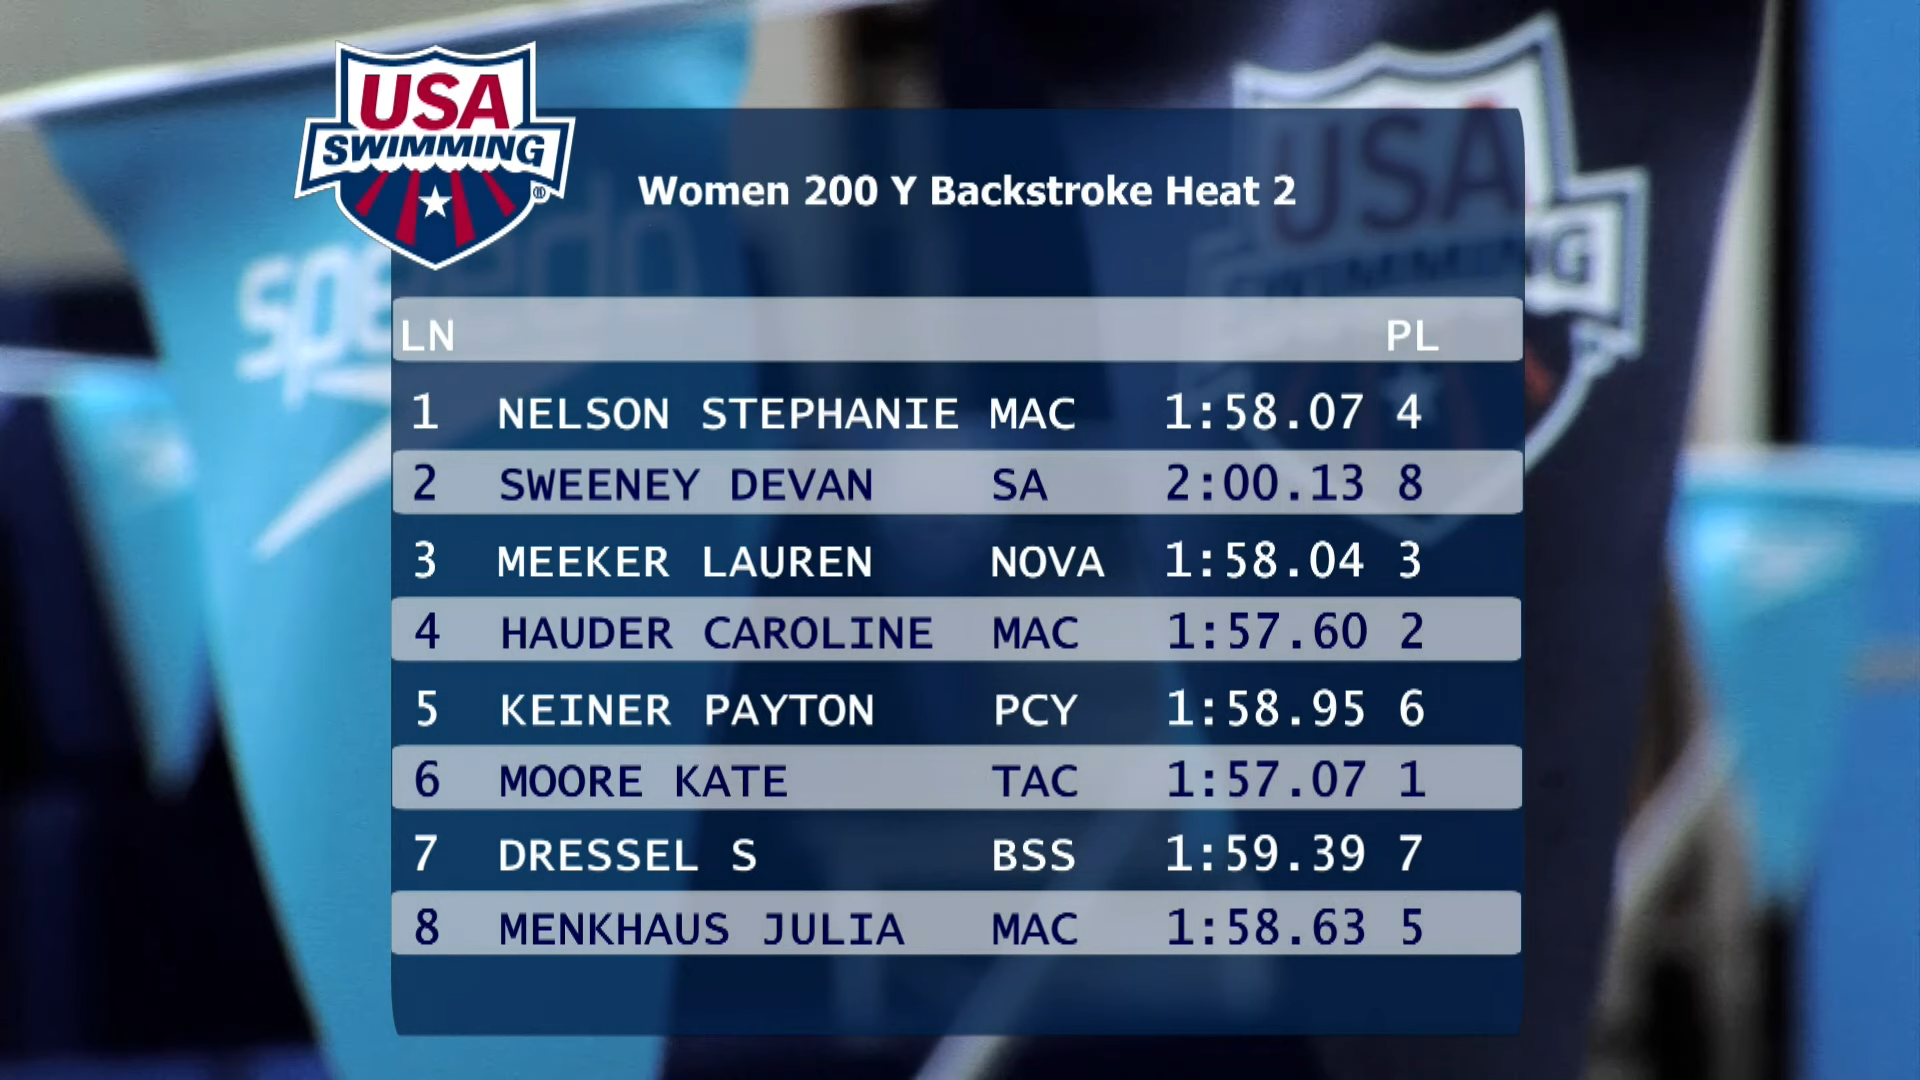 USA
SWIMMING
®
Women 200 Y Backstroke Heat 2
speedo
USA
SWIMMING
LN PL
1 NELSON STEPHANIE MAC 1:58.07 4
2 SWEENEY DEVAN SA 2:00.13 8
3 MEEKER LAUREN NOVA 1:58.04 3
4 HAUDER CAROLINE MAC 1:57.60 2
5 KEINER PAYTON PCY 1:58.95 6
6 MOORE KATE TAC 1:57.07 1
7 DRESSEL S BSS 1:59.39 7
8 MENKHAUS JULIA MAC 1:58.63 5